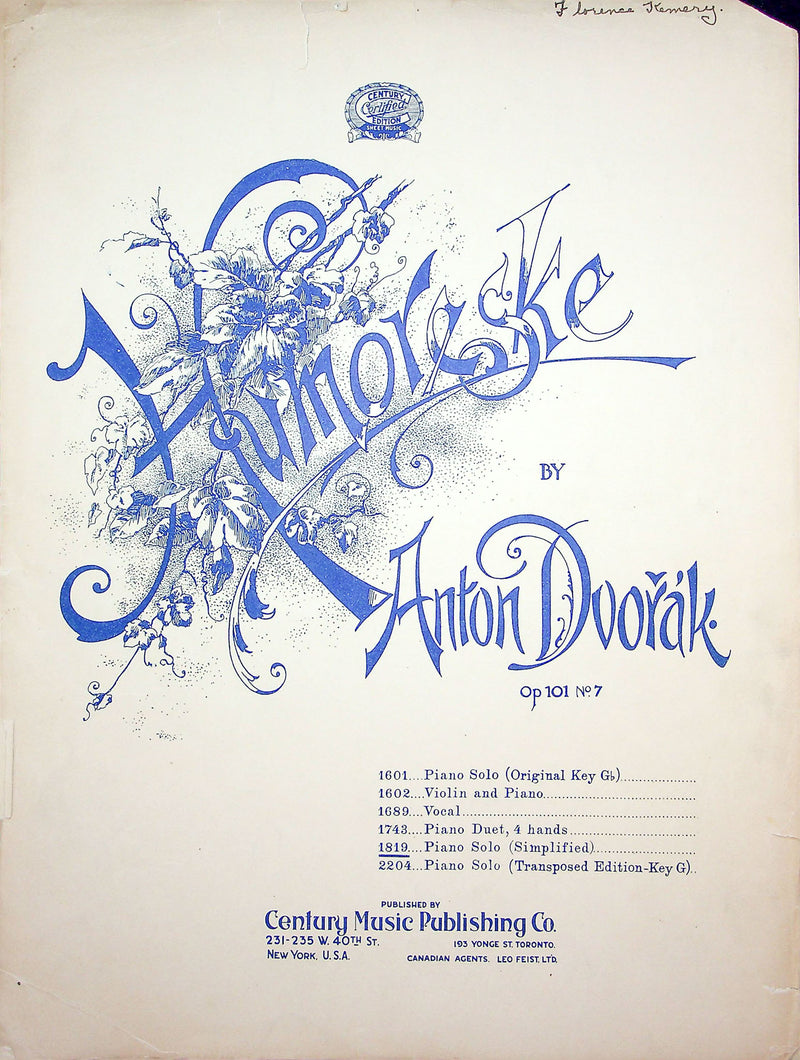 Florence Kemery.
CENTURY
Certified
EDITION
SHEET MUSIC
Humoreske
BY
Anton Dvořák.
Op 101 No. 7
1601....Piano Solo (Original Key G♭)...................
1602....Violin and Piano.......................................
1689....Vocal............................................................
1743....Piano Duet, 4 hands................................
1819....Piano Solo (Simplified)..........................
2204...Piano Solo (Transposed Edition-Key G)..
PUBLISHED BY
Century Music Publishing Co.
231-235 W. 40TH ST.
193 YONGE ST. TORONTO.
NEW YORK, U.S.A.
CANADIAN AGENTS. LEO FEIST, LT'D.